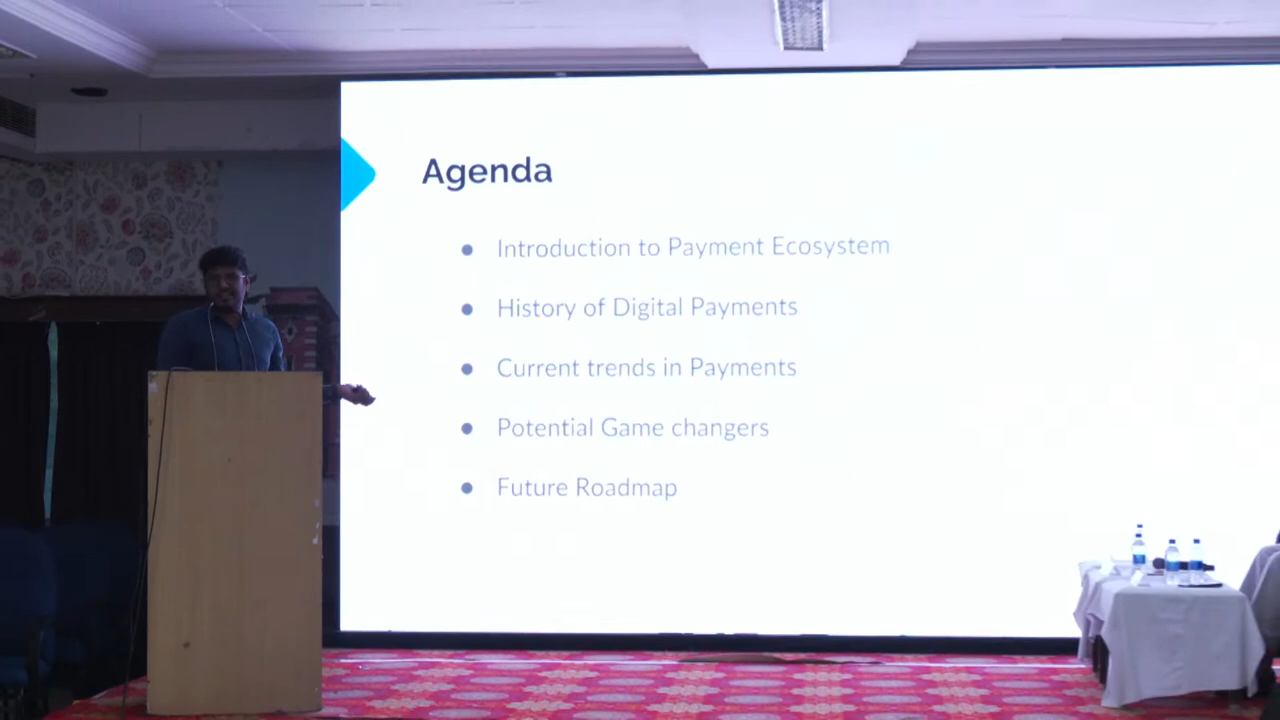 Agenda
● Introduction to Payment Ecosystem
● History of Digital Payments
● Current trends in Payments
● Potential Game changers
● Future Roadmap